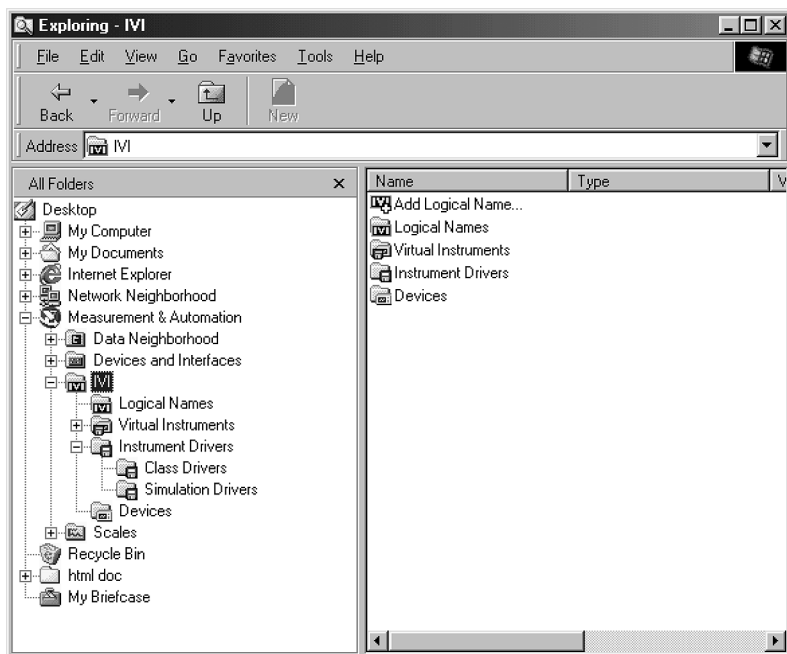 Exploring - IVI
File Edit View Go Favorites Tools Help
Back Forward Up New
Address IVI
All Folders
Desktop
My Computer
My Documents
Internet Explorer
Network Neighborhood
Measurement & Automation
Data Neighborhood
Devices and Interfaces
IVI
Logical Names
Virtual Instruments
Instrument Drivers
Class Drivers
Simulation Drivers
Devices
Scales
Recycle Bin
html doc
My Briefcase
Name Type
Add Logical Name...
Logical Names
Virtual Instruments
Instrument Drivers
Devices